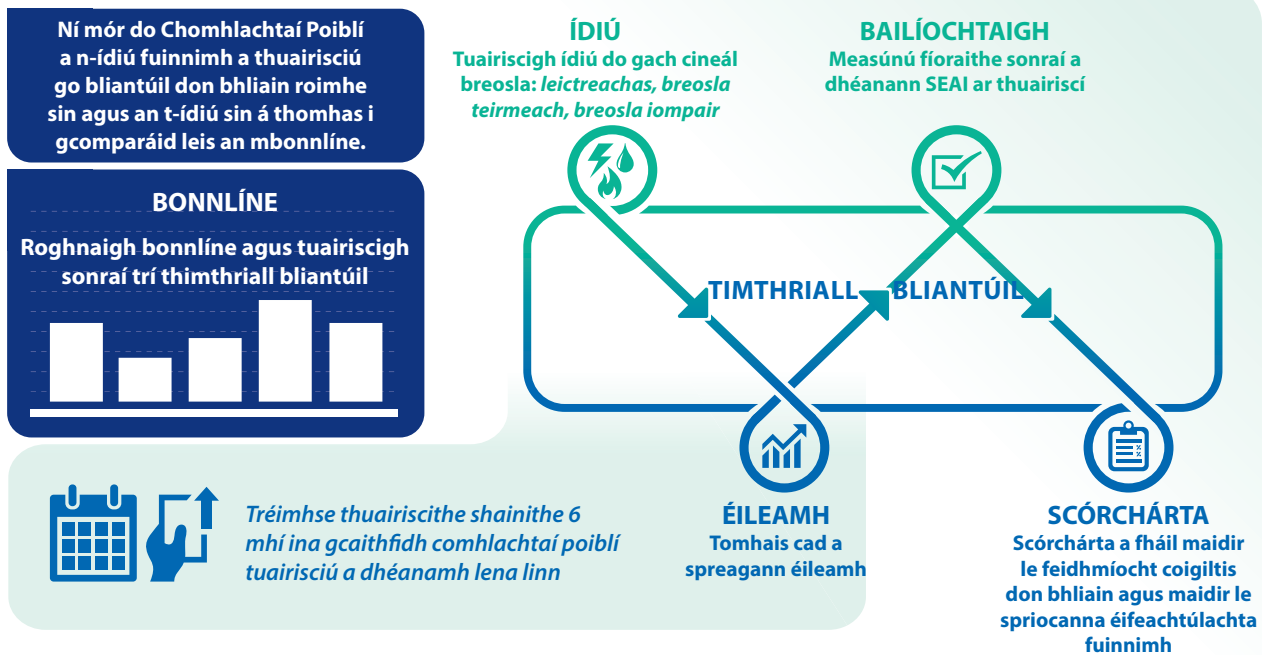 Ní mór do Chomhlachtaí Poiblí
a n-ídiú fuinnimh a thuairisciú
go bliantúil don bhliain roimhe
sin agus an t-ídiú sin á thomhas i
gcomparáid leis an mbonnlíne.
BONNLÍNE
Roghnaigh bonnlíne agus tuairiscigh
sonraí trí thimthriall bliantúil
ÍDIÚ
Tuairiscigh ídiú do gach cineál
breosla: leictreachas, breosla
teirmeach, breosla iompair
BAILÍOCHTAIGH
Measúnú fíoraithe sonraí a
dhéanann SEAI ar thuairiscí
TIMTHRIALL BLIANTÚIL
ÉILEAMH
Tomhais cad a
spreagann éileamh
SCÓRCHÁRTA
Scórchárta a fháil maidir
le feidhmíocht coigiltis
don bhliain agus maidir le
spriocanna éifeachtúlachta
fuinnimh
Tréimhse thuairiscithe shainithe 6
mhí ina gcaithfidh comhlachtaí poiblí
tuairisciú a dhéanamh lena linn